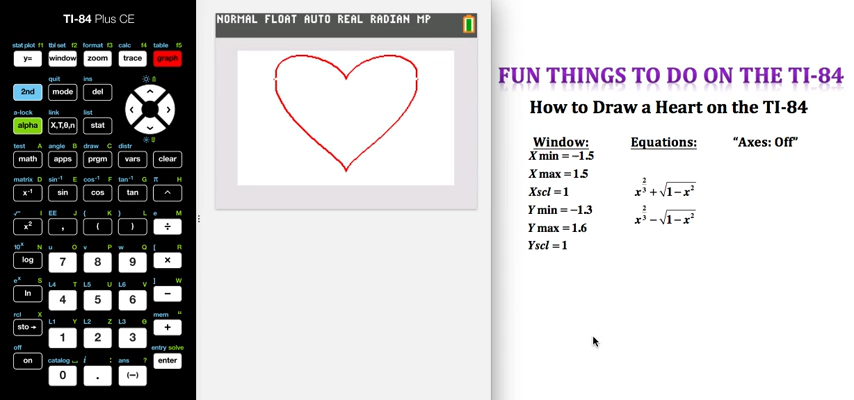 TI-84 Plus CE
stat plot f1 tbl set f2 format f3 calc f4 table f5
y= window zoom trace graph
quit ins
2nd mode del
a-lock link list
alpha X,T,θ,n stat
test A angle B draw C distr
math apps prgm vars clear
matrix D sin⁻¹ E cos⁻¹ F tan⁻¹ G π H
x⁻¹ sin cos tan ^
√ I EE J { K } L e M
x² , ( ) ÷
10ˣ N u O v P w Q [ R
log 7 8 9 ×
eˣ S L4 T L5 U L6 V ] W
ln 4 5 6 −
rcl X L1 Y L2 Z L3 θ mem "
sto→ 1 2 3 +
off catalog i : ans ? entry solve
on 0 . (−) enter
NORMAL FLOAT AUTO REAL RADIAN MP
FUN THINGS TO DO ON THE TI-84
How to Draw a Heart on the TI-84
Window: Equations: “Axes: Off”
X min = −1.5
X max = 1.5
Xscl = 1
Y min = −1.3
Y max = 1.6
Yscl = 1
x^(2/3) + √(1−x²)
x^(2/3) − √(1−x²)